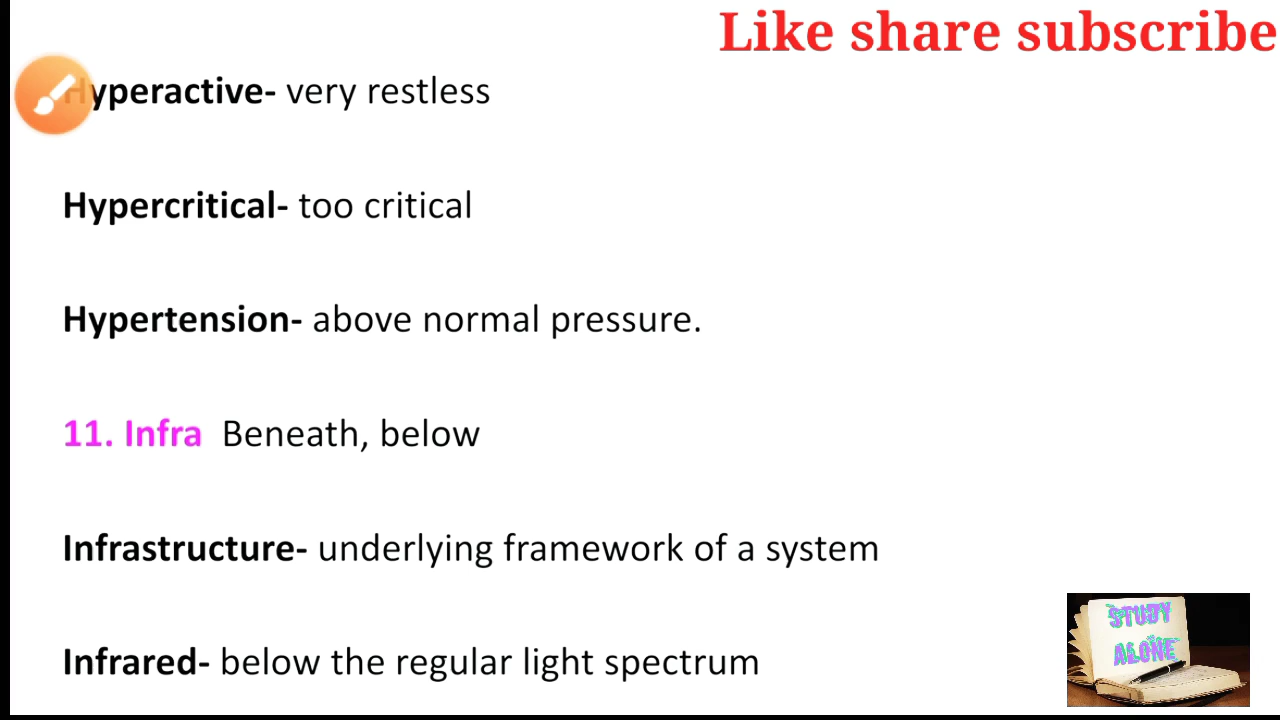 Like share subscribe
Hyperactive- very restless
Hypercritical- too critical
Hypertension- above normal pressure.
11. Infra Beneath, below
Infrastructure- underlying framework of a system
Infrared- below the regular light spectrum
STUDY
ALONE